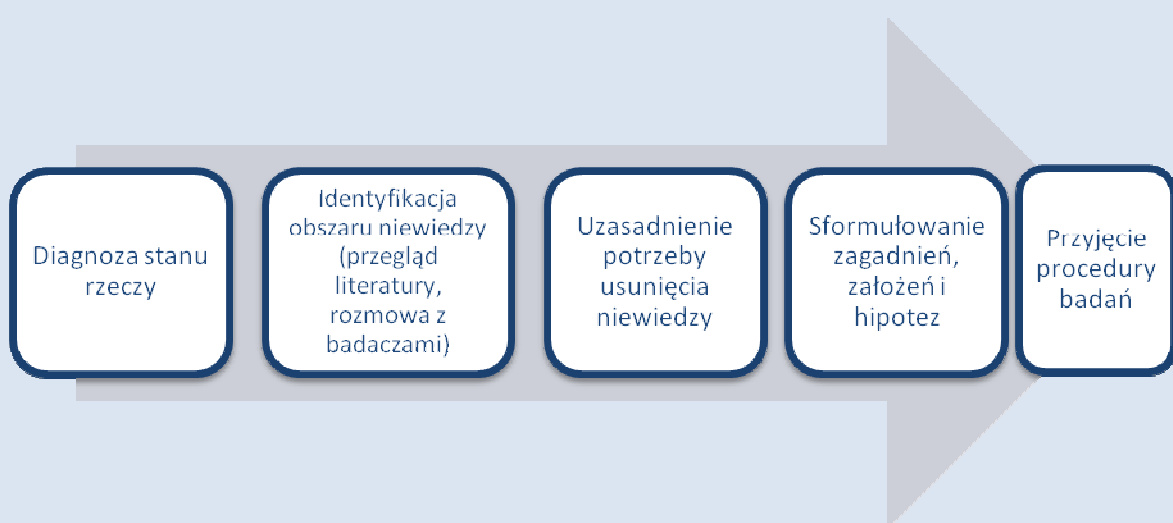 Diagnoza stanu
rzeczy
Identyfikacja
obszaru niewiedzy
(przegląd
literatury,
rozmowa z
badaczami)
Uzasadnienie
potrzeby
usunięcia
niewiedzy
Sformułowanie
zagadnień,
założeń i
hipotez
Przyjęcie
procedury
badań